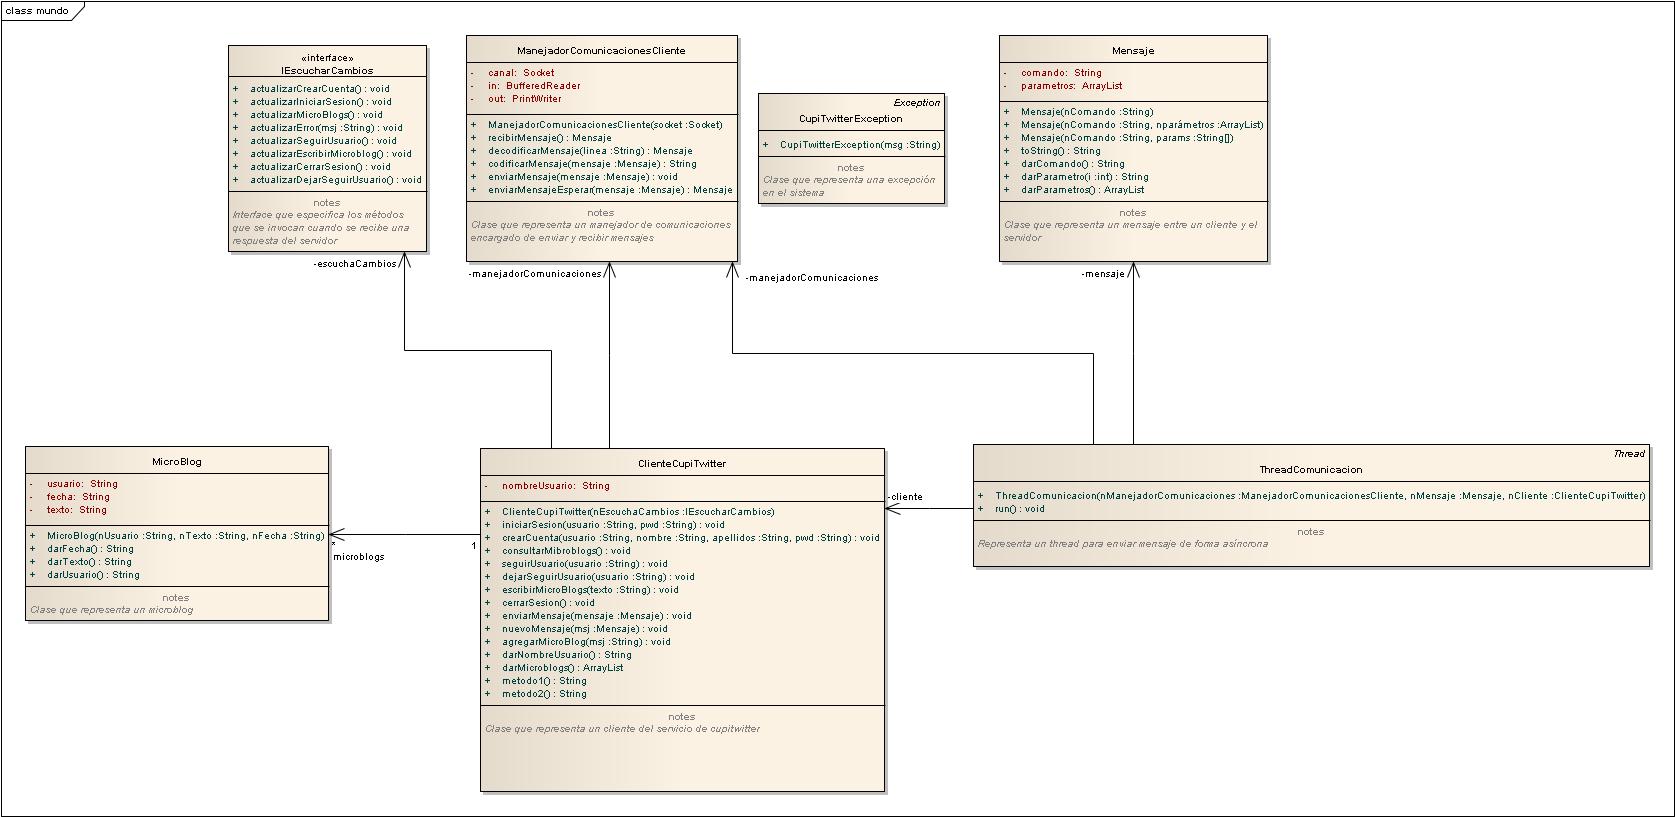 class mundo
«interface»
IEscucharCambios
+ actualizarCrearCuenta() : void
+ actualizarIniciarSesion() : void
+ actualizarMicroBlogs() : void
+ actualizarError(msj :String) : void
+ actualizarSeguirUsuario() : void
+ actualizarEscribirMicroblog() : void
+ actualizarCerrarSesion() : void
+ actualizarDejarSeguirUsuario() : void
notes
Interface que especifica los métodos
que se invocan cuando se recibe una
respuesta del servidor
ManejadorComunicacionesCliente
- canal: Socket
- in: BufferedReader
- out: PrintWriter
+ ManejadorComunicacionesCliente(socket :Socket)
+ recibirMensaje() : Mensaje
+ decodificarMensaje(linea :String) : Mensaje
+ codificarMensaje(mensaje :Mensaje) : String
+ enviarMensaje(mensaje :Mensaje) : void
+ enviarMensajeEsperar(mensaje :Mensaje) : Mensaje
notes
Clase que representa un manejador de comunicaciones
encargado de enviar y recibir mensajes
Exception
CupiTwitterException
+ CupiTwitterException(msg :String)
notes
Clase que representa una excepción
en el sistema
Mensaje
- comando: String
- parametros: ArrayList
+ Mensaje(nComando :String)
+ Mensaje(nComando :String, nparámetros :ArrayList)
+ Mensaje(nComando :String, params :String[])
+ toString() : String
+ darComando() : String
+ darParametro(i :int) : String
+ darParametros() : ArrayList
notes
Clase que representa un mensaje entre un cliente y el
servidor
-escuchaCambios
-manejadorComunicaciones
-manejadorComunicaciones
-mensaje
MicroBlog
- usuario: String
- fecha: String
- texto: String
+ MicroBlog(nUsuario :String, nTexto :String, nFecha :String)
+ darFecha() : String
+ darTexto() : String
+ darUsuario() : String
notes
Clase que representa un microblog
*
-microblogs
1
ClienteCupiTwitter
- nombreUsuario: String
+ ClienteCupiTwitter(nEscuchaCambios :IEscucharCambios)
+ iniciarSesion(usuario :String, pwd :String) : void
+ crearCuenta(usuario :String, nombre :String, apellidos :String, pwd :String) : void
+ consultarMibroblogs() : void
+ seguirUsuario(usuario :String) : void
+ dejarSeguirUsuario(usuario :String) : void
+ escribirMicroBlogs(texto :String) : void
+ cerrarSesion() : void
+ enviarMensaje(mensaje :Mensaje) : void
+ nuevoMensaje(msj :Mensaje) : void
+ agregarMicroBlog(msj :String) : void
+ darNombreUsuario() : String
+ darMicroblogs() : ArrayList
+ metodo1() : String
+ metodo2() : String
notes
Clase que representa un cliente del servicio de cupitwitter
-cliente
Thread
ThreadComunicacion
+ ThreadComunicacion(nManejadorComunicaciones :ManejadorComunicacionesCliente, nMensaje :Mensaje, nCliente :ClienteCupiTwitter)
+ run() : void
notes
Representa un thread para enviar mensaje de forma asíncrona